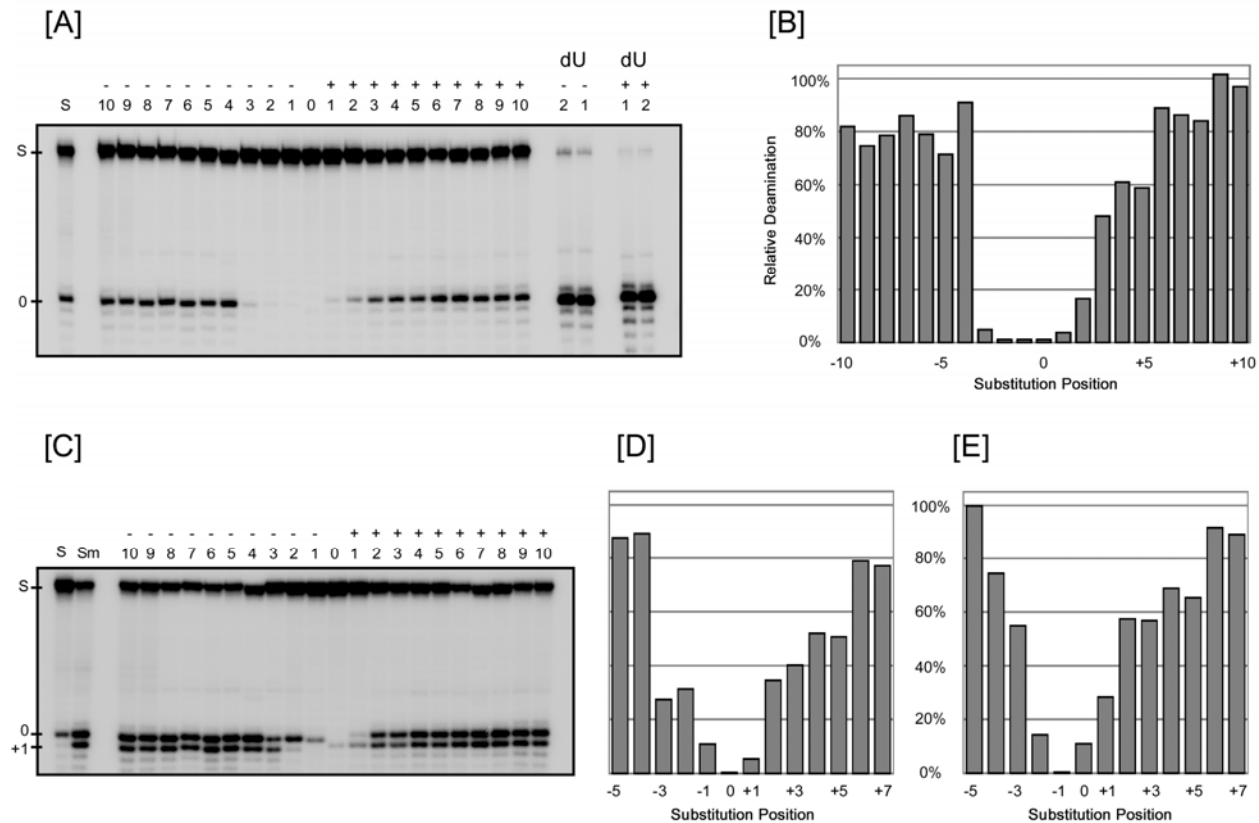 [A]
dU dU
- - - - - - - - - - + + + + + + + + + + - - + +
S 10 9 8 7 6 5 4 3 2 1 0 1 2 3 4 5 6 7 8 9 10 2 1 1 2
S
0
[B]
100%
80%
60%
40%
20%
0%
Relative Deamination
-10 -5 0 +5 +10
Substitution Position
[C]
- - - - - - - - - - + + + + + + + + + +
S Sm 10 9 8 7 6 5 4 3 2 1 0 1 2 3 4 5 6 7 8 9 10
S
0
+1
[D]
-5 -3 -1 0 +1 +3 +5 +7
Substitution Position
[E]
100%
80%
60%
40%
20%
0%
-5 -3 -1 0 +1 +3 +5 +7
Substitution Position